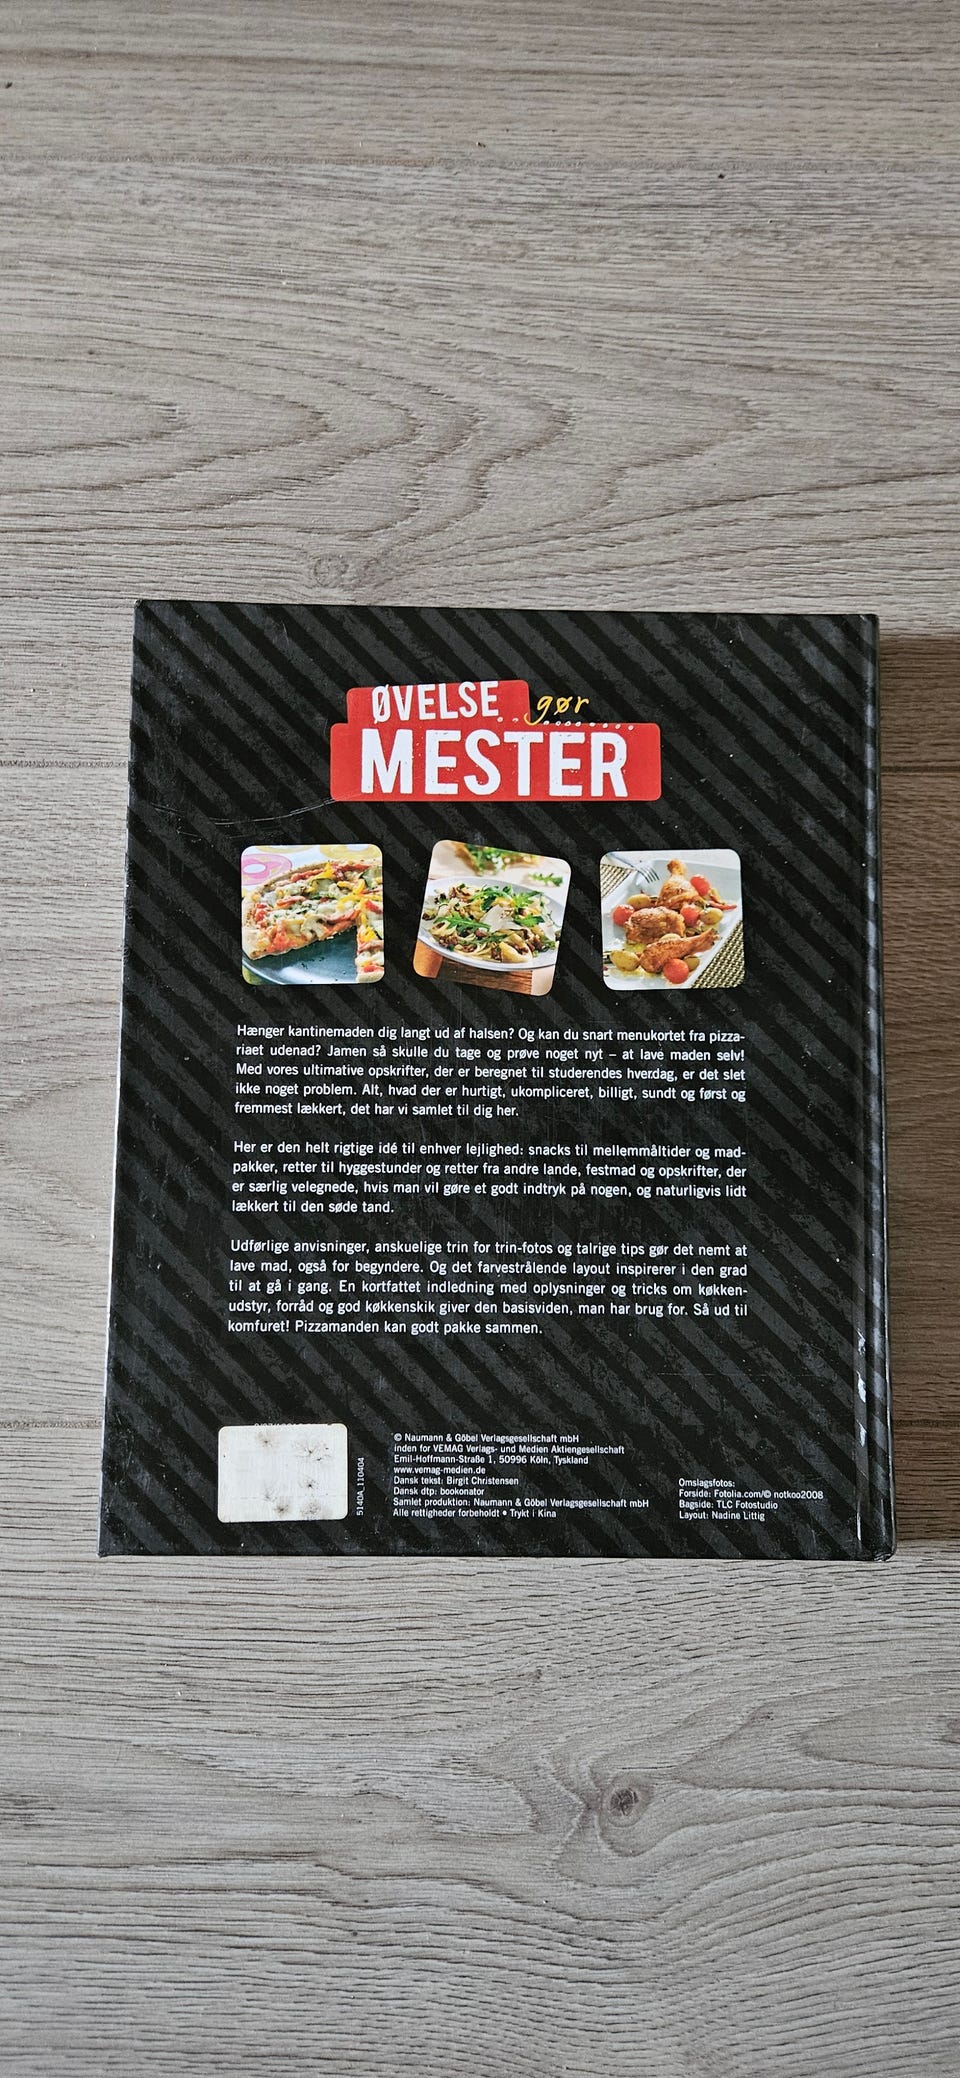 ØVELSE gør
MESTER
Hænger kantinemaden dig langt ud af halsen? Og kan du snart menukortet fra pizza-
riaet udenad? Jamen så skulle du tage og prøve noget nyt – at lave maden selv!
Med vores ultimative opskrifter, der er beregnet til studerendes hverdag, er det slet
ikke noget problem. Alt, hvad der er hurtigt, ukompliceret, billigt, sundt og først og
fremmest lækkert, det har vi samlet til dig her.
Her er den helt rigtige idé til enhver lejlighed: snacks til mellemmåltider og mad-
pakker, retter til hyggestunder og retter fra andre lande, festmad og opskrifter, der
er særlig velegnede, hvis man vil gøre et godt indtryk på nogen, og naturligvis lidt
lækkert til den søde tand.
Udførlige anvisninger, anskuelige trin for trin-fotos og talrige tips gør det nemt at
lave mad, også for begyndere. Og det farvestrålende layout inspirerer i den grad
til at gå i gang. En kortfattet indledning med oplysninger og tricks om køkken-
udstyr, forråd og god køkkenskik giver den basisviden, man har brug for. Så ud til
komfuret! Pizzamanden kan godt pakke sammen.
5140A_110404
© Naumann & Göbel Verlagsgesellschaft mbH
inden for VEMAG Verlags- und Medien Aktiengesellschaft
Emil-Hoffmann-Straße 1, 50996 Köln, Tyskland
www.vemag-medien.de
Dansk tekst: Birgit Christensen
Dansk dtp: bookonator
Samlet produktion: Naumann & Göbel Verlagsgesellschaft mbH
Alle rettigheder forbeholdt • Trykt i Kina
Omslagsfotos:
Forside: Fotolia.com/© notkoo2008
Bagside: TLC Fotostudio
Layout: Nadine Littig